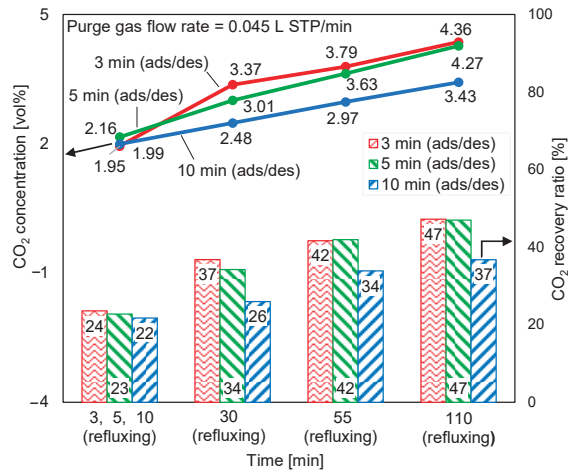 Purge gas flow rate = 0.045 L STP/min
5
2
−1
−4
CO2 concentration [vol%]
100
80
60
40
20
0
CO2 recovery ratio [%]
3 min (ads/des)
5 min (ads/des)
10 min (ads/des)
2.16
1.95
1.99
3.37
3.01
2.48
3.79
3.63
2.97
4.36
4.27
3.43
3 min (ads/des)
5 min (ads/des)
10 min (ads/des)
24
23
22
37
34
26
42
42
34
47
47
37
3, 5, 10
(refluxing)
30
(refluxing)
55
(refluxing)
110
(refluxing)
Time [min]